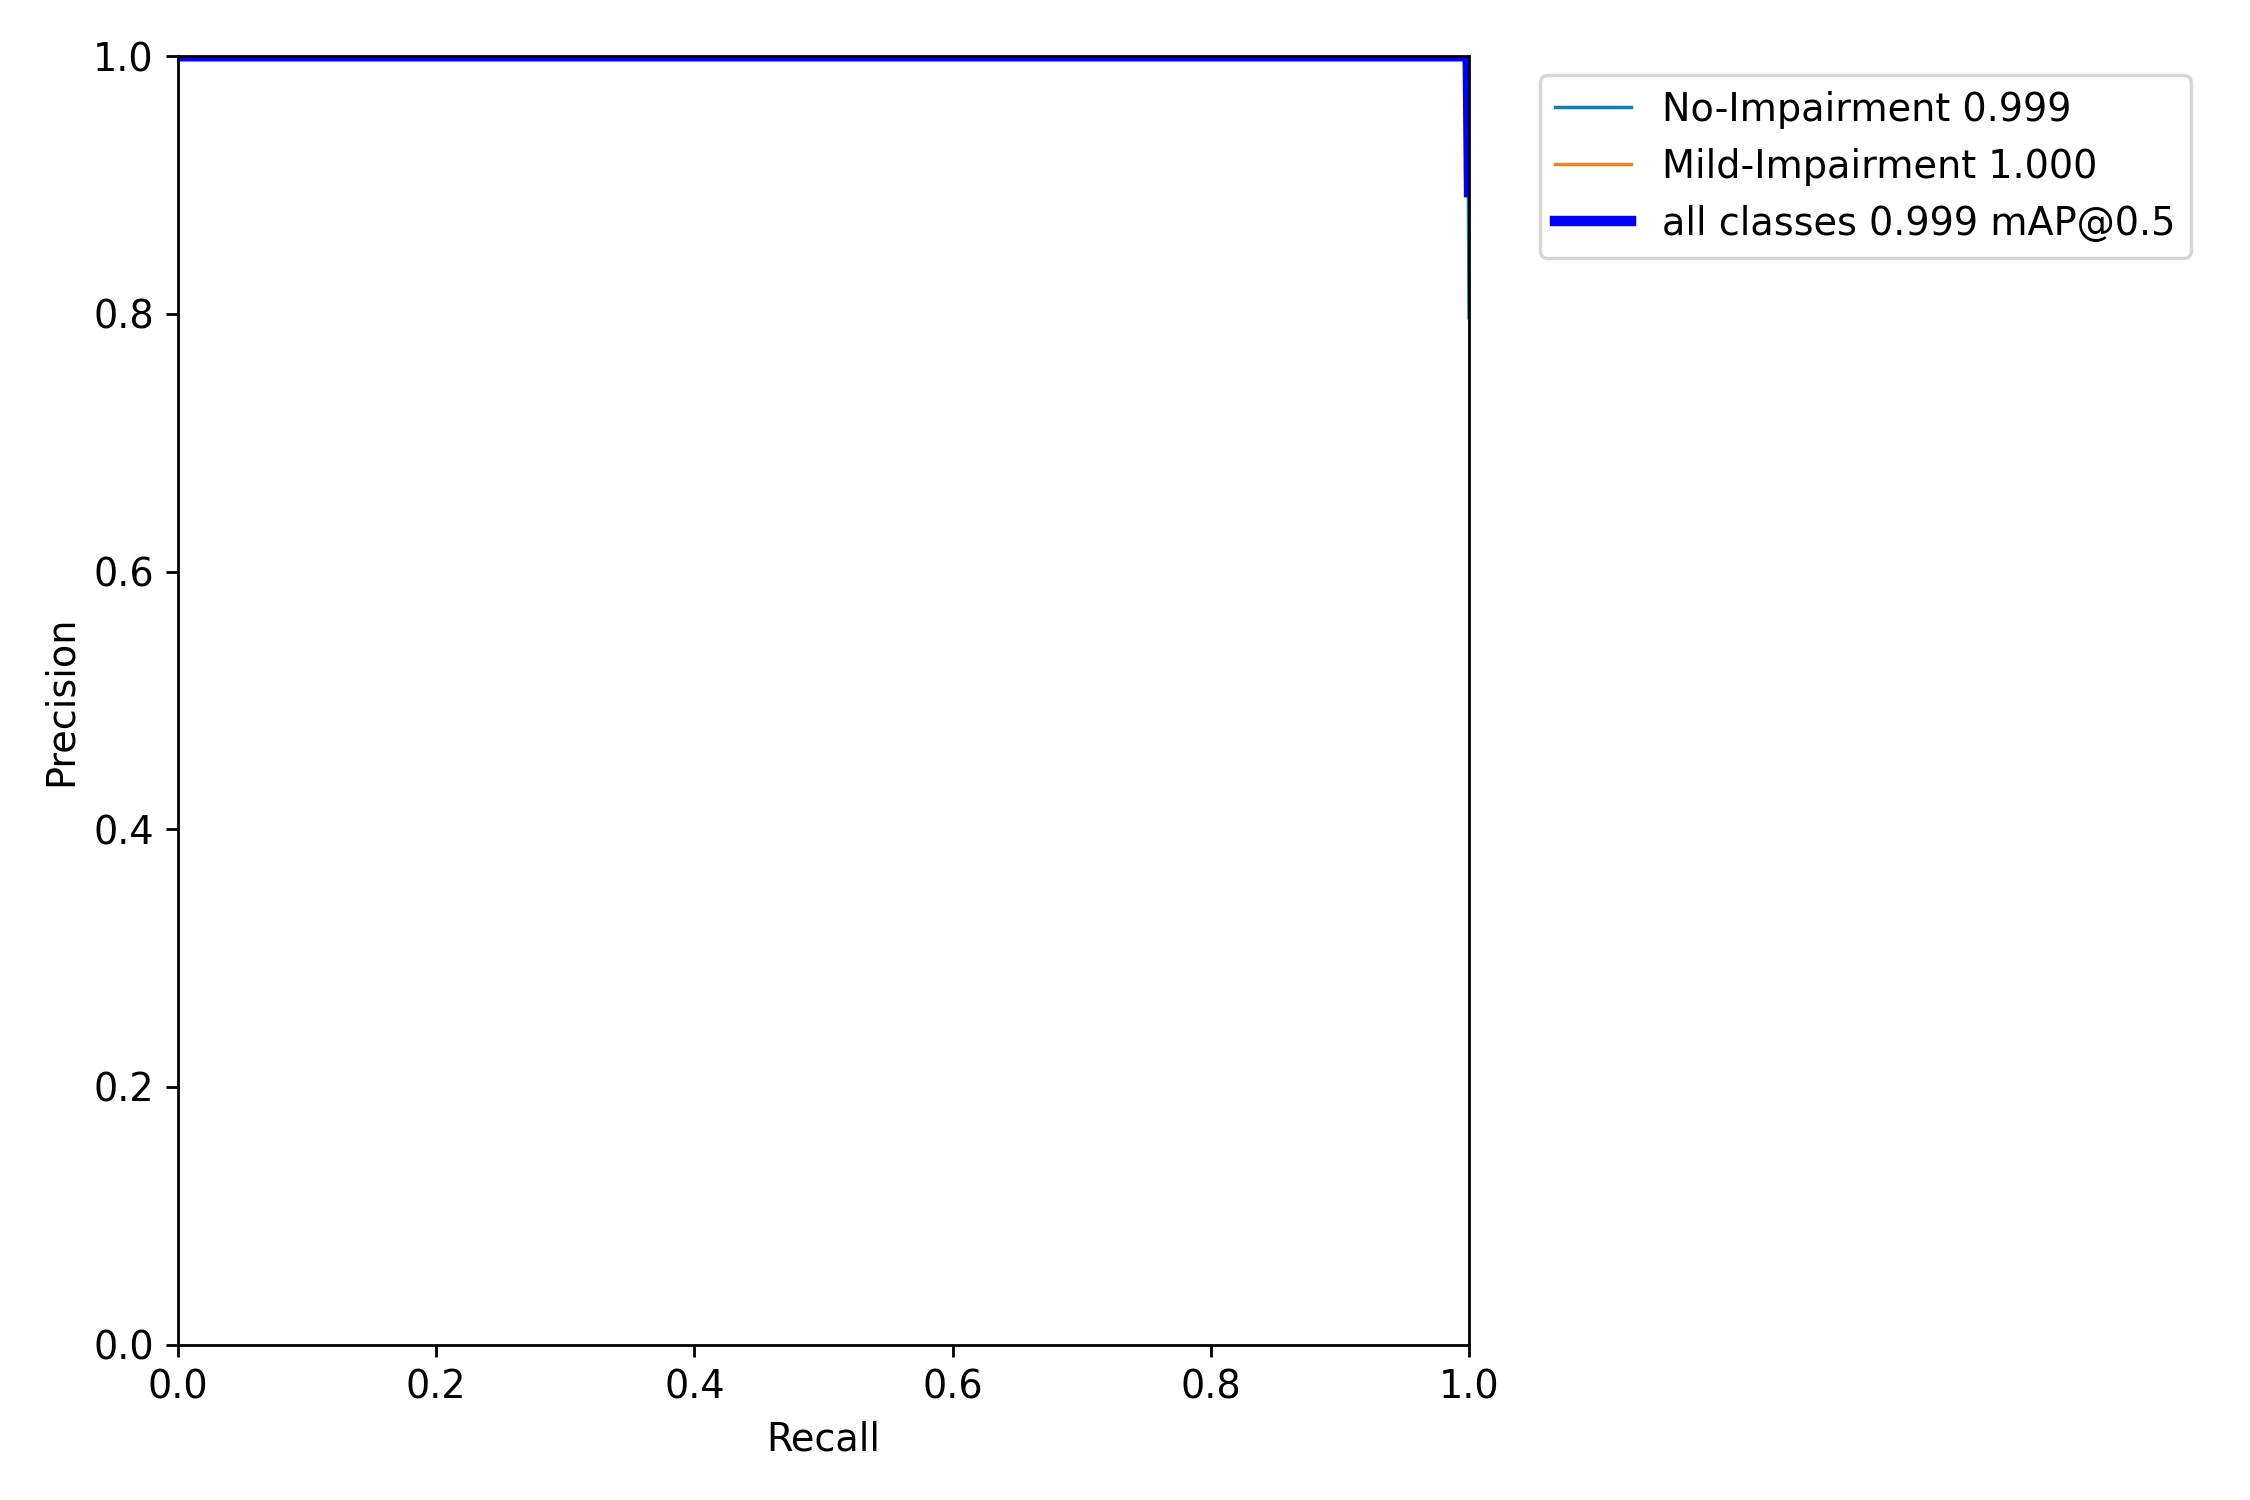 1.0
0.8
0.6
0.4
0.2
0.0
0.0 0.2 0.4 0.6 0.8 1.0
Precision
Recall
No-Impairment 0.999
Mild-Impairment 1.000
all classes 0.999 mAP@0.5